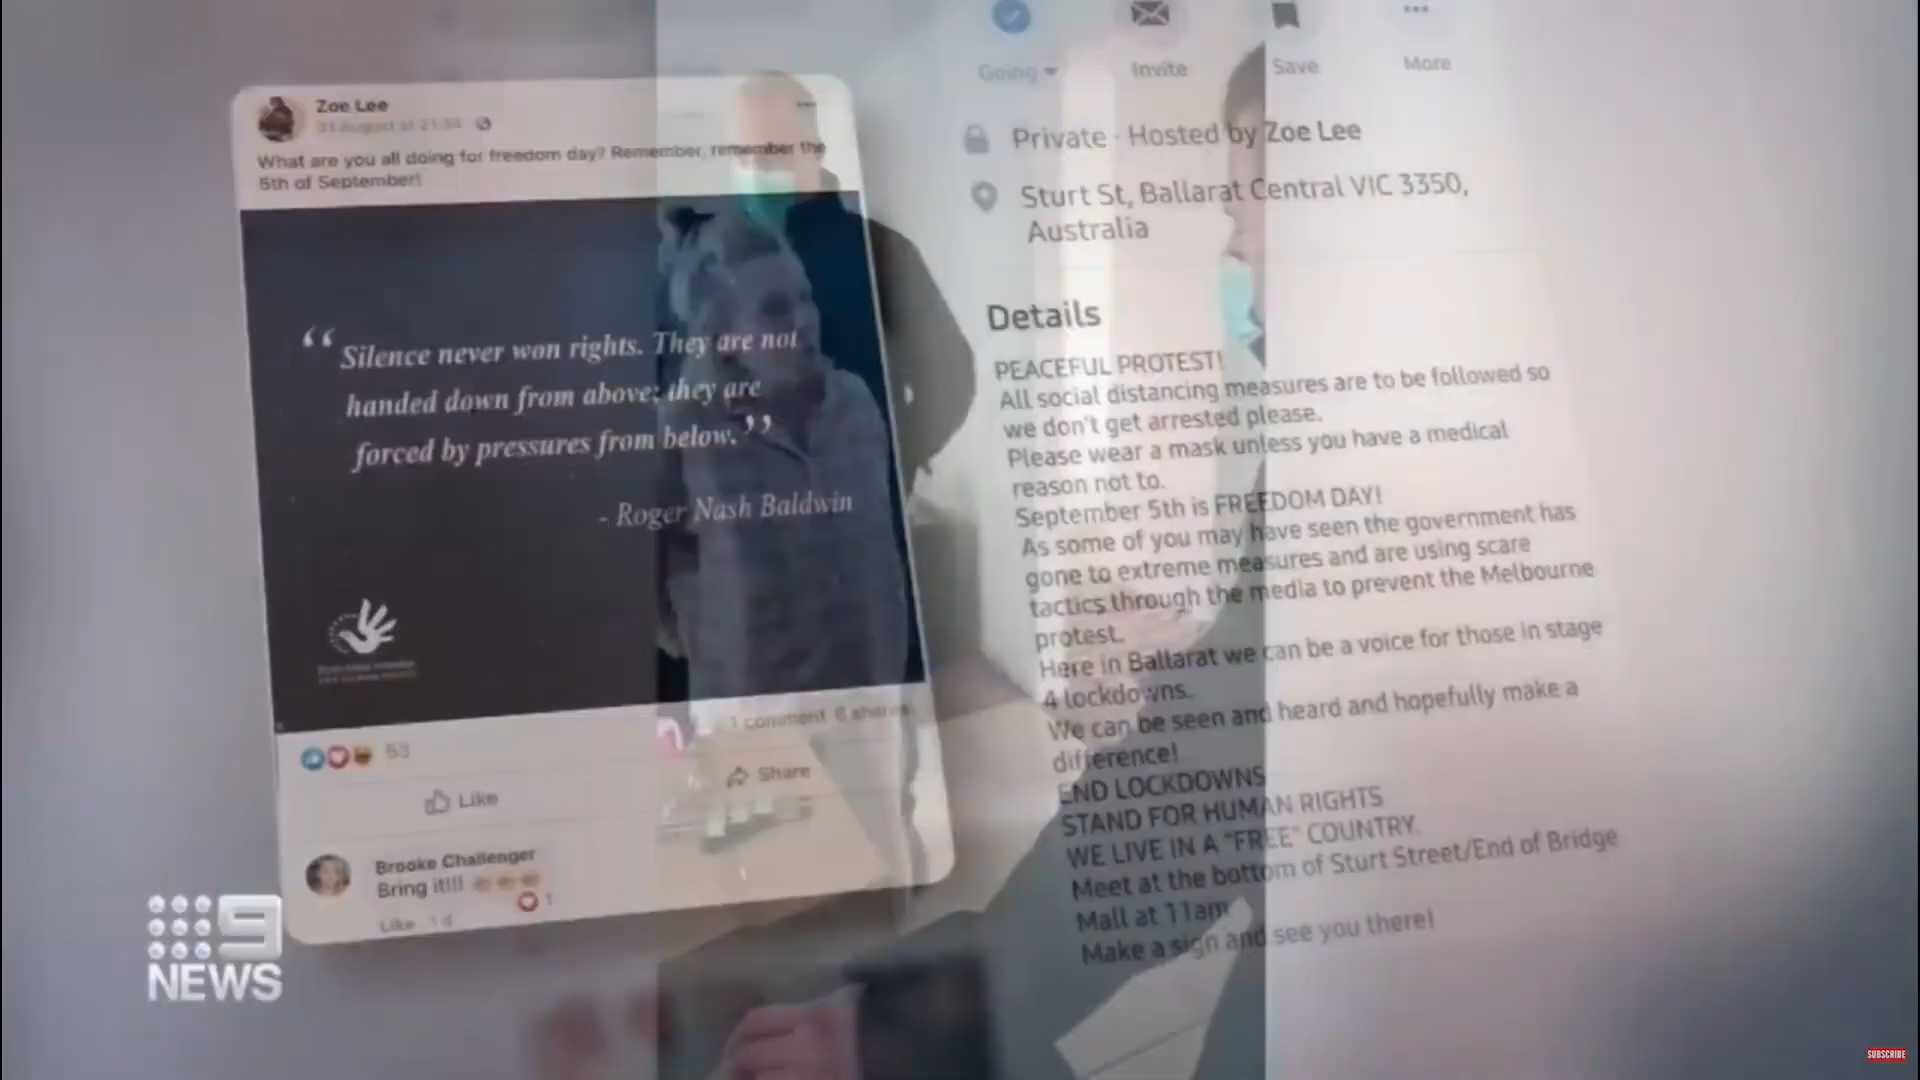 Zoe Lee
31 August at 21:34
What are you all doing for freedom day? Remember, remember the
5th of September!
“ Silence never won rights. They are not
handed down from above; they are
forced by pressures from below. ”
- Roger Nash Baldwin
53
1 comment 6 shares
Like
Share
Brooke Challenger
Bring it!!!
1
Like 1d
Going
Invite
Save
More
Private · Hosted by Zoe Lee
Sturt St, Ballarat Central VIC 3350,
Australia
Details
PEACEFUL PROTEST!
All social distancing measures are to be followed so
we don't get arrested please.
Please wear a mask unless you have a medical
reason not to.
September 5th is FREEDOM DAY!
As some of you may have seen the government has
gone to extreme measures and are using scare
tactics through the media to prevent the Melbourne
protest.
Here in Ballarat we can be a voice for those in stage
4 lockdowns.
We can be seen and heard and hopefully make a
difference!
END LOCKDOWNS
STAND FOR HUMAN RIGHTS
WE LIVE IN A "FREE" COUNTRY.
Meet at the bottom of Sturt Street/End of Bridge
Mall at 11am
Make a sign and see you there!
9
NEWS
SUBSCRIBE